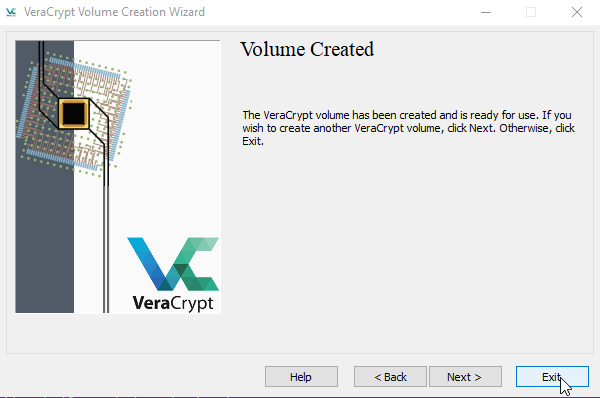 VeraCrypt Volume Creation Wizard
Volume Created
The VeraCrypt volume has been created and is ready for use. If you
wish to create another VeraCrypt volume, click Next. Otherwise, click
Exit.
VeraCrypt
Help
< Back
Next >
Exit